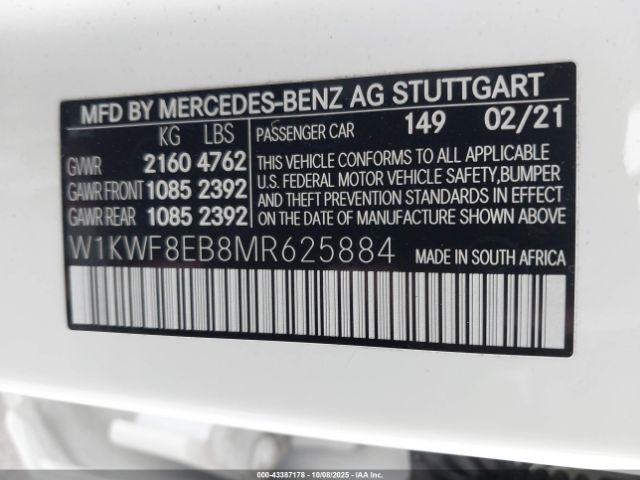 MFD BY MERCEDES-BENZ AG STUTTGART
KG LBS
GVWR 2160 4762
GAWR FRONT 1085 2392
GAWR REAR 1085 2392
PASSENGER CAR 149 02/21
THIS VEHICLE CONFORMS TO ALL APPLICABLE
U.S. FEDERAL MOTOR VEHICLE SAFETY,BUMPER
AND THEFT PREVENTION STANDARDS IN EFFECT
ON THE DATE OF MANUFACTURE SHOWN ABOVE.
W1KWF8EB8MR625884
MADE IN SOUTH AFRICA
000-43387178 - 10/08/2025 - IAA, Inc.